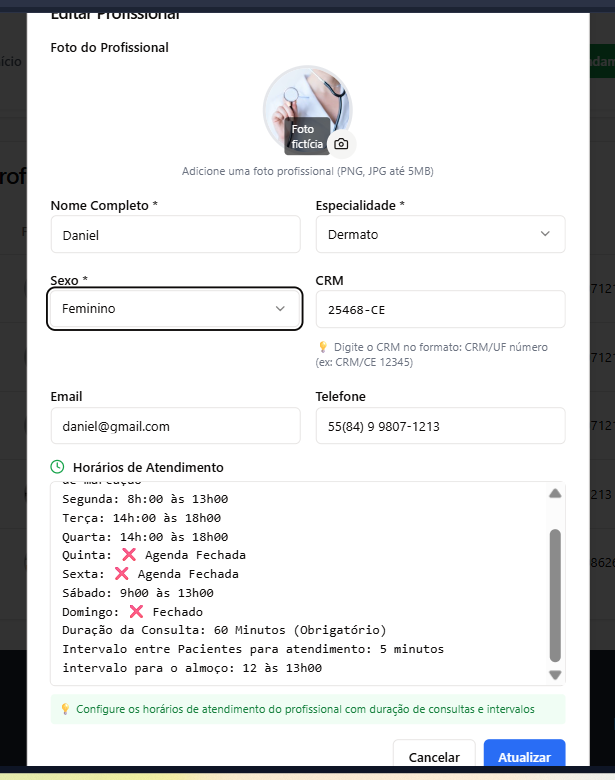 Editar Profissional
ício
Foto do Profissional
Foto
fictícia
Adicione uma foto profissional (PNG, JPG até 5MB)
Nome Completo *
Especialidade *
Daniel
Dermato
Sexo *
CRM
Feminino
25468-CE
💡 Digite o CRM no formato: CRM/UF número
(ex: CRM/CE 12345)
Email
Telefone
daniel@gmail.com
55(84) 9 9807-1213
Horários de Atendimento
de marcação
Segunda: 8h:00 às 13h00
Terça: 14h:00 às 18h00
Quarta: 14h:00 às 18h00
Quinta: ❌ Agenda Fechada
Sexta: ❌ Agenda Fechada
Sábado: 9h00 às 13h00
Domingo: ❌ Fechado
Duração da Consulta: 60 Minutos (Obrigatório)
Intervalo entre Pacientes para atendimento: 5 minutos
intervalo para o almoço: 12 às 13h00
💡 Configure os horários de atendimento do profissional com duração de consultas e intervalos
Cancelar
Atualizar